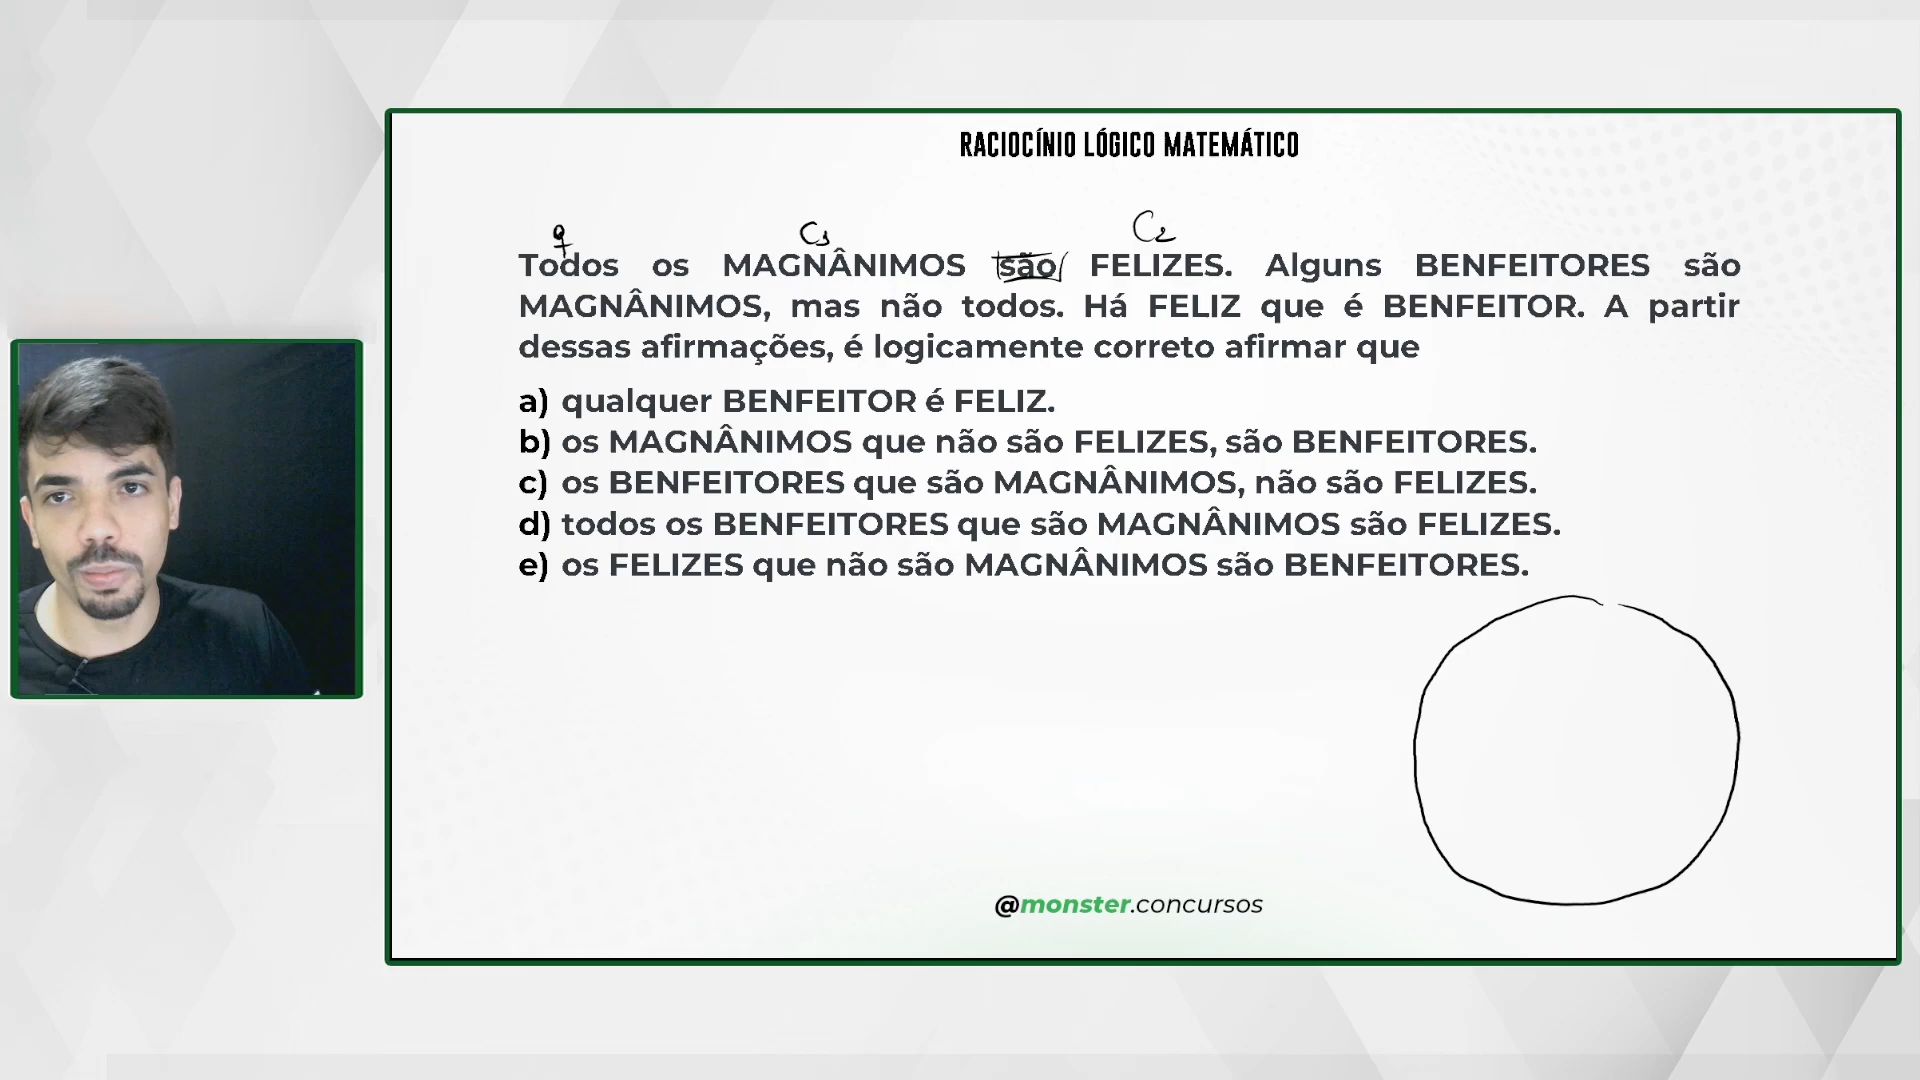 RACIOCÍNIO LÓGICO MATEMÁTICO
q C1 C2
Todos os MAGNÂNIMOS são FELIZES. Alguns BENFEITORES são
MAGNÂNIMOS, mas não todos. Há FELIZ que é BENFEITOR. A partir
dessas afirmações, é logicamente correto afirmar que
a) qualquer BENFEITOR é FELIZ.
b) os MAGNÂNIMOS que não são FELIZES, são BENFEITORES.
c) os BENFEITORES que são MAGNÂNIMOS, não são FELIZES.
d) todos os BENFEITORES que são MAGNÂNIMOS são FELIZES.
e) os FELIZES que não são MAGNÂNIMOS são BENFEITORES.
@monster.concursos